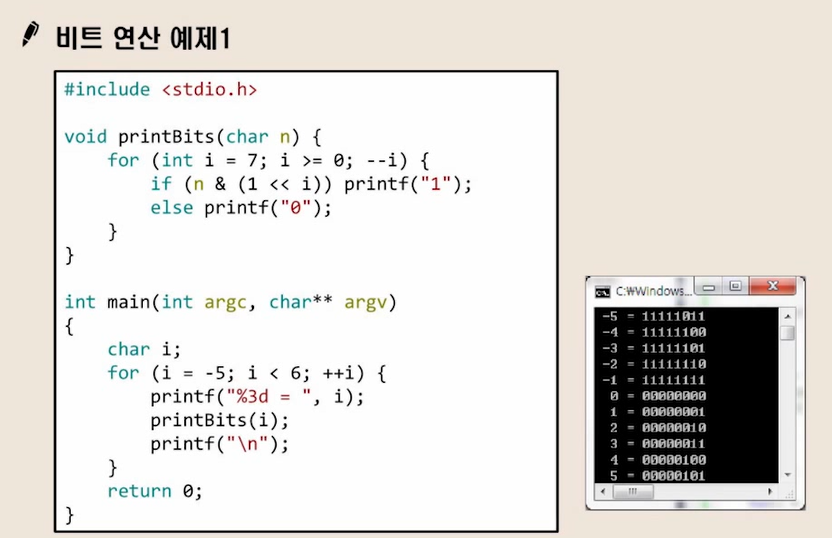 비트 연산 예제1
#include <stdio.h>
void printBits(char n) {
    for (int i = 7; i >= 0; --i) {
        if (n & (1 << i)) printf("1");
        else printf("0");
    }
}
int main(int argc, char** argv)
{
    char i;
    for (i = -5; i < 6; ++i) {
        printf("%3d = ", i);
        printBits(i);
        printf("\n");
    }
    return 0;
}
C:₩Windows...
-5 = 11111011
-4 = 11111100
-3 = 11111101
-2 = 11111110
-1 = 11111111
0 = 00000000
1 = 00000001
2 = 00000010
3 = 00000011
4 = 00000100
5 = 00000101